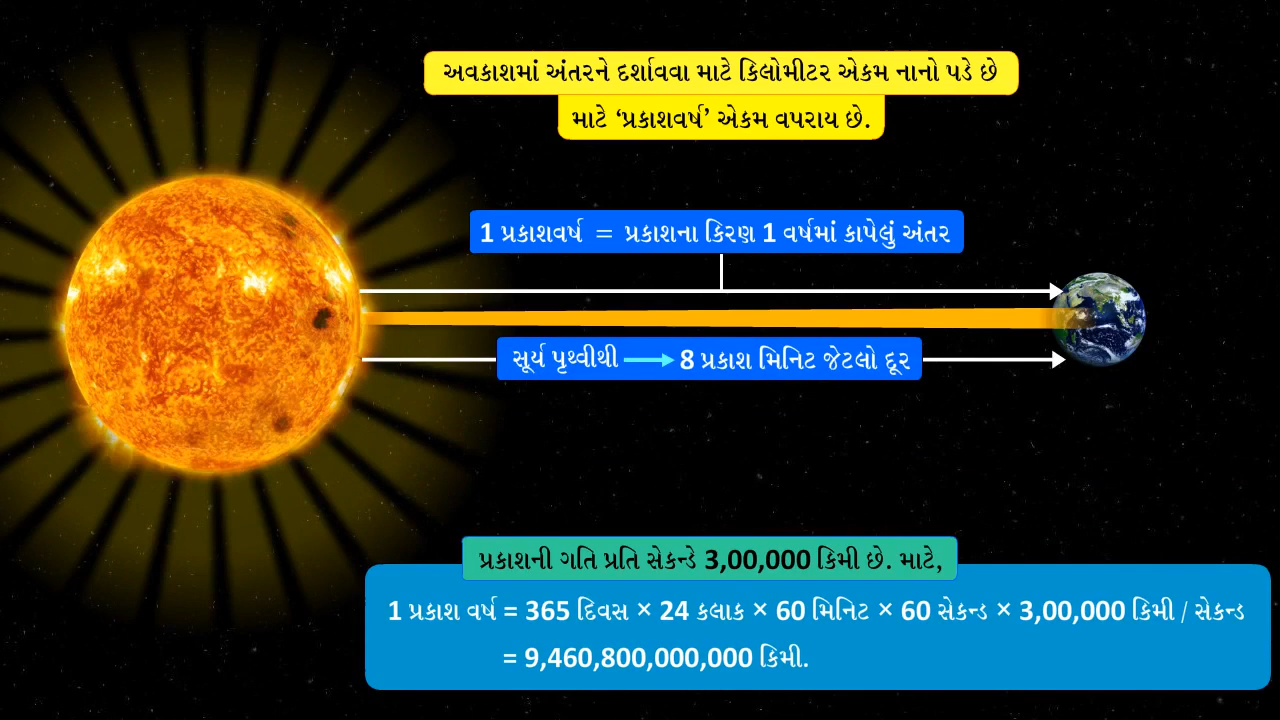 અવકાશમાં અંતરને દર્શાવવા માટે કિલોમીટર એકમ નાનો પડે છે
માટે ‘પ્રકાશવર્ષ’ એકમ વપરાય છે.
1 પ્રકાશવર્ષ = પ્રકાશના કિરણ 1 વર્ષમાં કાપેલું અંતર
સૂર્ય પૃથ્વીથી 8 પ્રકાશ મિનિટ જેટલો દૂર
પ્રકાશની ગતિ પ્રતિ સેકન્ડે 3,00,000 કિમી છે. માટે,
1 પ્રકાશ વર્ષ = 365 દિવસ × 24 કલાક × 60 મિનિટ × 60 સેકન્ડ × 3,00,000 કિમી / સેકન્ડ
= 9,460,800,000,000 કિમી.